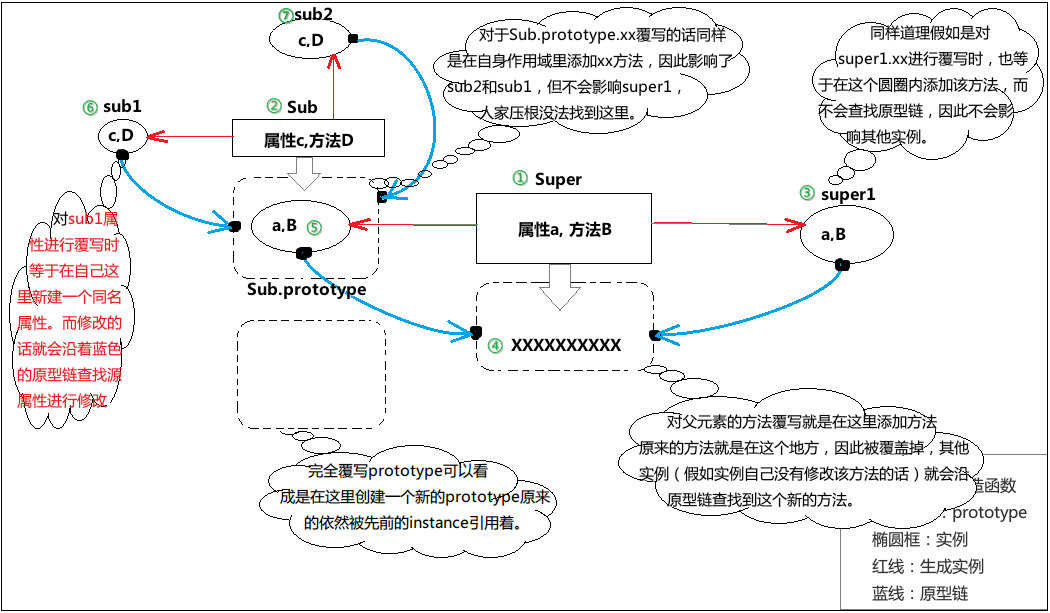 ⑦sub2
c,D
对于Sub.prototype.xx覆写的话同样
是在自身作用域里添加xx方法，因此影响了
sub2和sub1，但不会影响super1，
人家压根没法找到这里。
同样道理假如是对
super1.xx进行覆写时，也等
于在这个圆圈内添加该方法，而
不会查找原型链，因此不会影
响其他实例。
⑥ sub1
c,D
② Sub
属性c,方法D
① Super
属性a, 方法B
③ super1
a,B
a,B ⑤
Sub.prototype
对sub1属
性进行覆写时
等于在自己这
里新建一个同名
属性。而修改的
话就会沿着蓝色
的原型链查找源
属性进行修改
④ XXXXXXXXXX
对父元素的方法覆写就是在这里添加方法
原来的方法就是在这个地方，因此被覆盖掉，其他
实例（假如实例自己没有修改该方法的话）就会沿
原型链查找到这个新的方法。
完全覆写prototype可以看
成是在这里创建一个新的prototype原来
的依然被先前的instance引用着。
造函数
：prototype
椭圆框：实例
红线：生成实例
蓝线：原型链